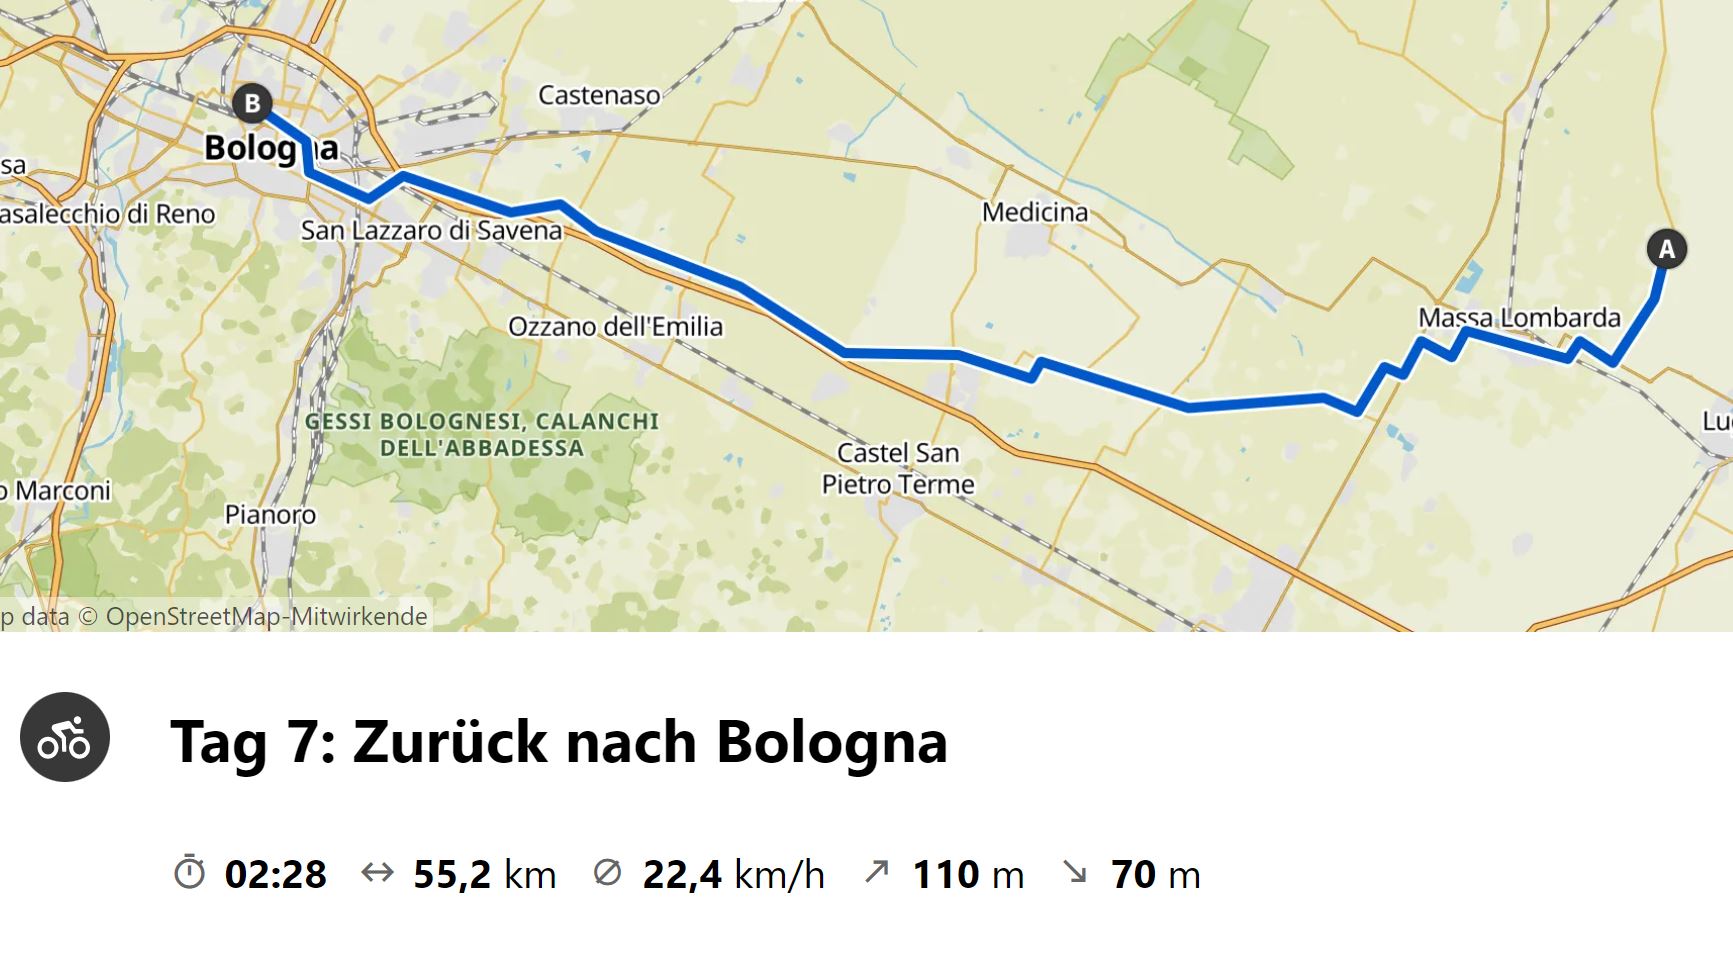 Castenaso
B
Bologna
sa
asalecchio di Reno
San Lazzaro di Savena
Medicina
A
Massa Lombarda
Ozzano dell'Emilia
GESSI BOLOGNESI, CALANCHI
DELL'ABBADESSA
Lu
Castel San
Pietro Terme
o Marconi
Pianoro
p data © OpenStreetMap-Mitwirkende
Tag 7: Zurück nach Bologna
02:28 55,2 km 22,4 km/h 110 m 70 m